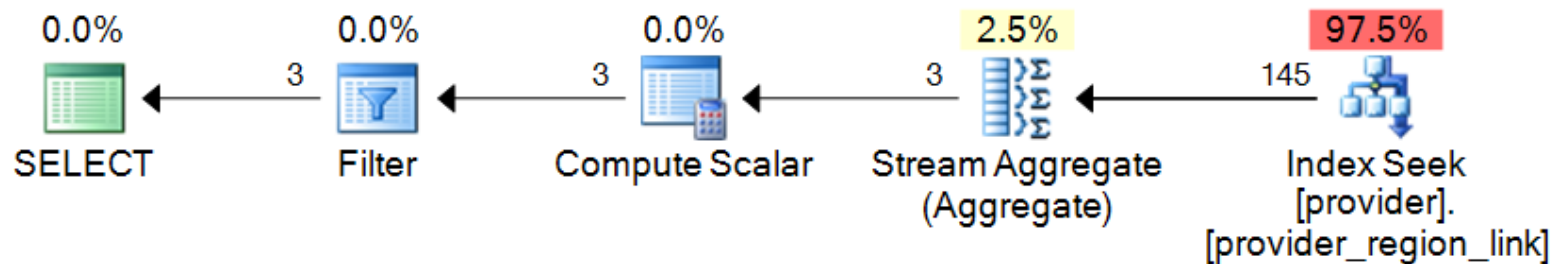 0.0% 0.0% 0.0% 2.5% 97.5%
3 3 3 145
SELECT Filter Compute Scalar Stream Aggregate Index Seek
(Aggregate) [provider].
[provider_region_link]